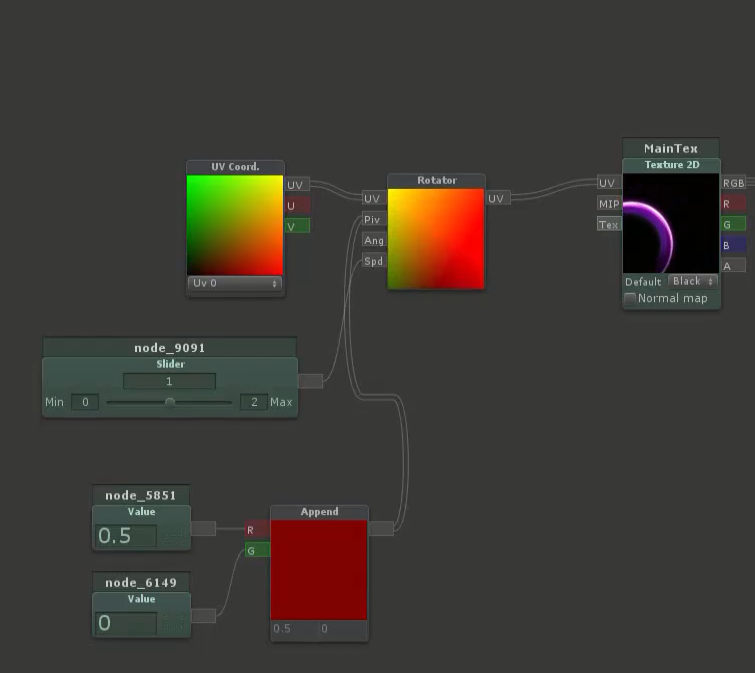 MainTex
Texture 2D
UV Coord.
Rotator
UV
U
V
UV
Piv
Ang
Spd
UV
UV
MIP
Tex
RGB
R
G
B
A
Uv 0
Default Black
Normal map
node_9091
Slider
1
Min 0 2 Max
node_5851
Value
0.5
Append
R
G
node_6149
Value
0
0.5 0